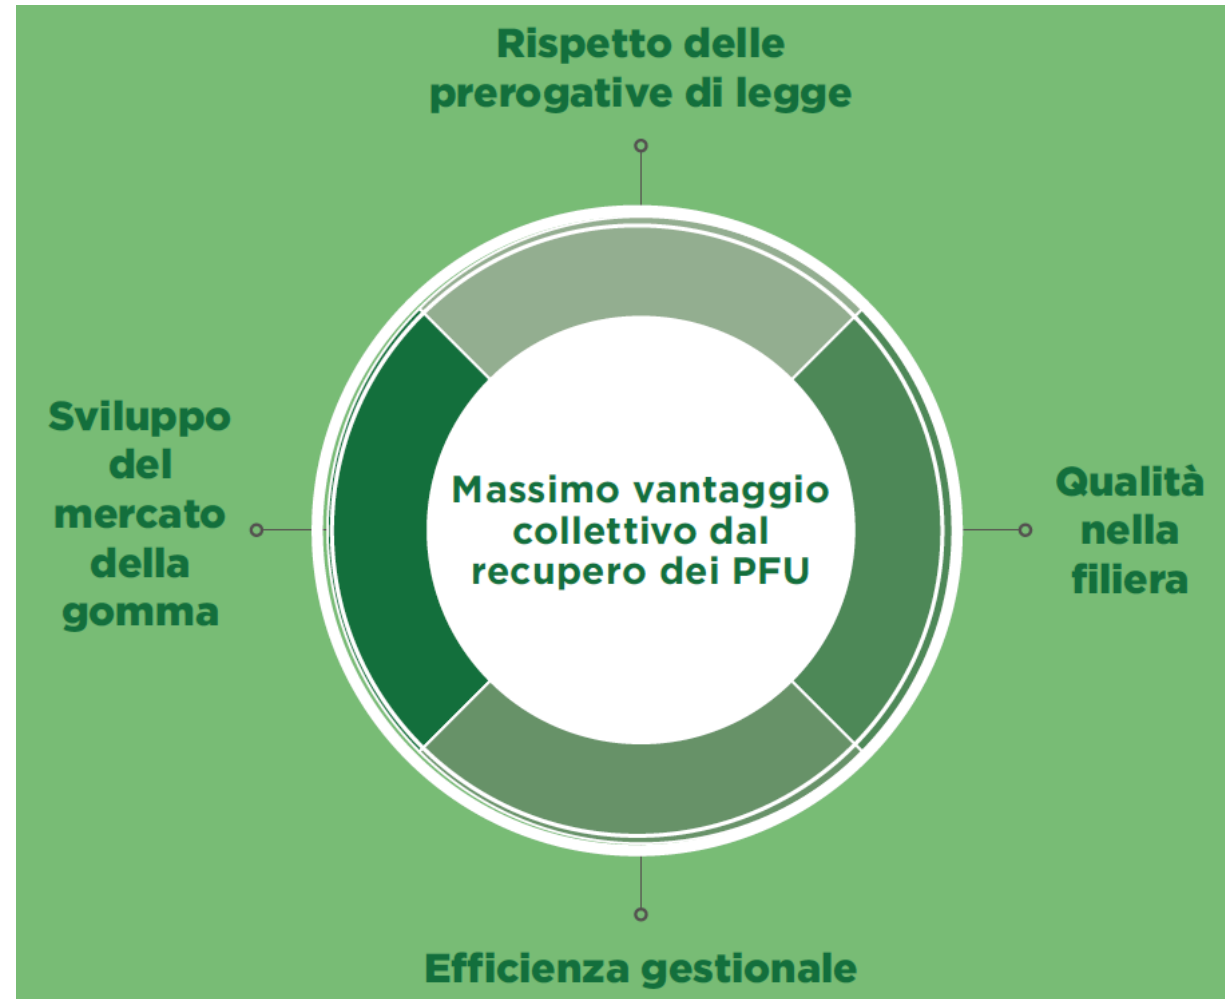 Rispetto delle
prerogative di legge
Sviluppo
del
mercato
della
gomma
Massimo vantaggio
collettivo dal
recupero dei PFU
Qualità
nella
filiera
Efficienza gestionale